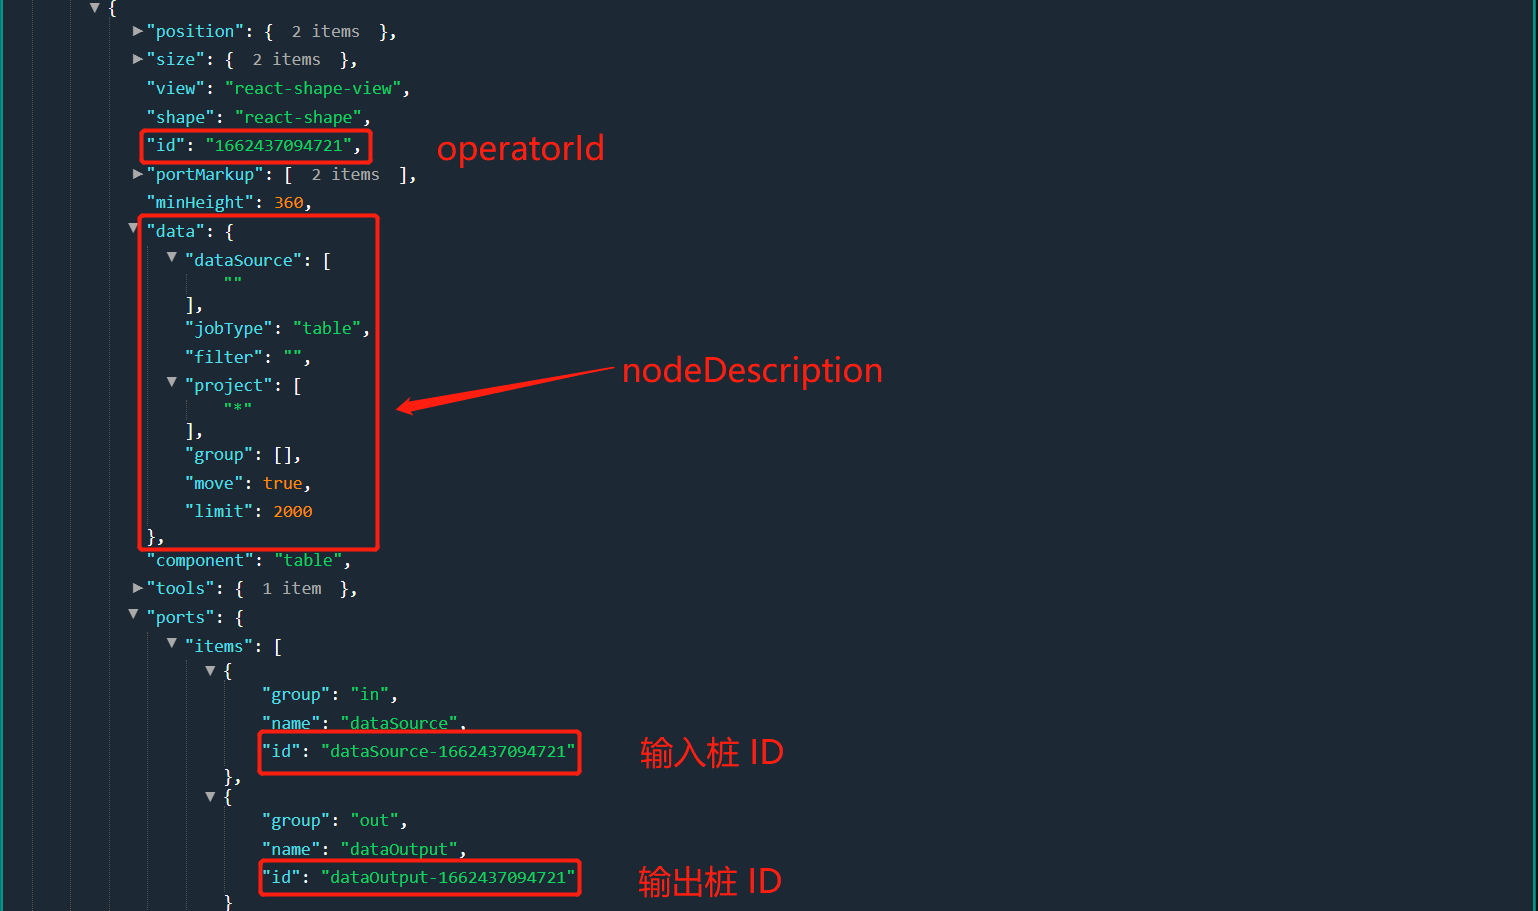 {
"position": { 2 items },
"size": { 2 items },
"view": "react-shape-view",
"shape": "react-shape",
"id": "1662437094721", operatorId
"portMarkup": [ 2 items ],
"minHeight": 360,
"data": {
"dataSource": [
""
],
"jobType": "table",
"filter": "", nodeDescription
"project": [
"*"
],
"group": [],
"move": true,
"limit": 2000
},
"component": "table",
"tools": { 1 item },
"ports": {
"items": [
{
"group": "in",
"name": "dataSource",
"id": "dataSource-1662437094721" 输入桩 ID
},
{
"group": "out",
"name": "dataOutput",
"id": "dataOutput-1662437094721" 输出桩 ID
}